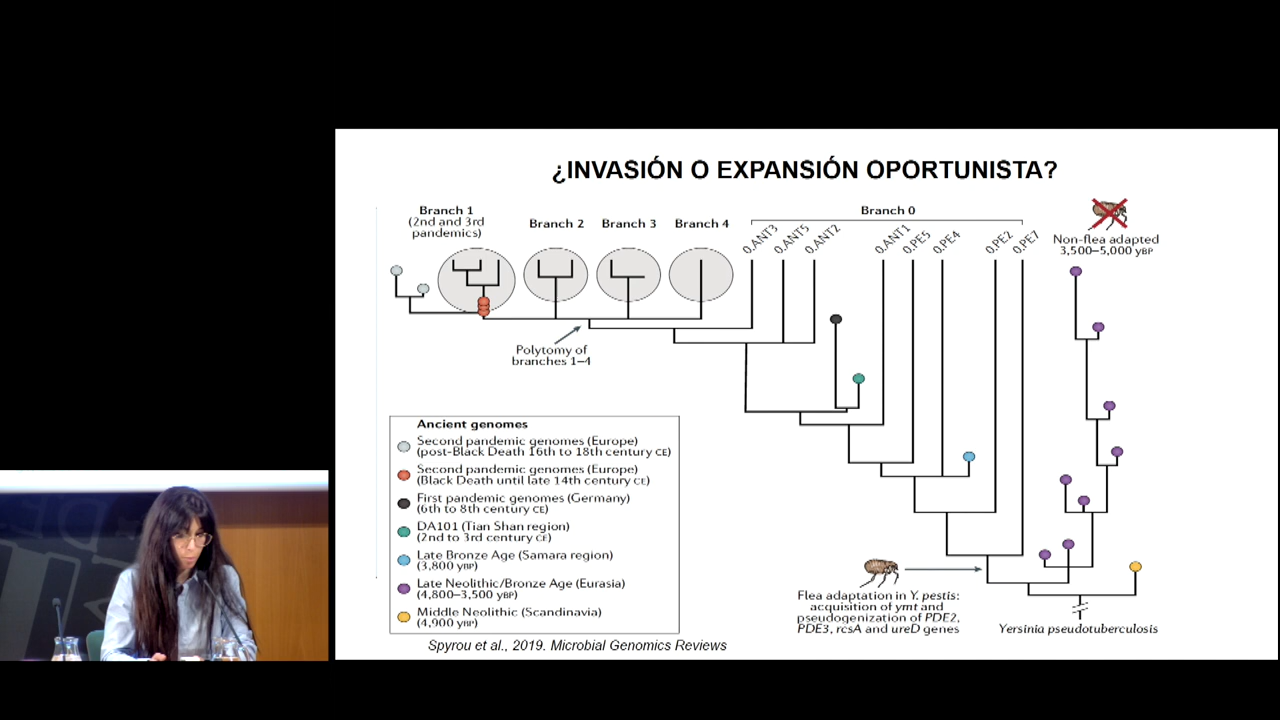 ¿INVASIÓN O EXPANSIÓN OPORTUNISTA?
Branch 1
(2nd and 3rd
pandemics)
Branch 2
Branch 3
Branch 4
Branch 0
0.ANT3
0.ANT5
0.ANT2
0.ANT1
0.PE5
0.PE4
0.PE2
0.PE7
Non-flea adapted
3,500–5,000 yBP
Polytomy of
branches 1–4
Ancient genomes
Second pandemic genomes (Europe)
(post-Black Death 16th to 18th century CE)
Second pandemic genomes (Europe)
(Black Death until late 14th century CE)
First pandemic genomes (Germany)
(6th to 8th century CE)
DA101 (Tian Shan region)
(2nd to 3rd century CE)
Late Bronze Age (Samara region)
(3,800 yBP)
Late Neolithic/Bronze Age (Eurasia)
(4,800–3,500 yBP)
Middle Neolithic (Scandinavia)
(4,900 yBP)
Flea adaptation in Y. pestis:
acquisition of ymt and
pseudogenization of PDE2,
PDE3, rcsA and ureD genes
Yersinia pseudotuberculosis
Spyrou et al., 2019. Microbial Genomics Reviews